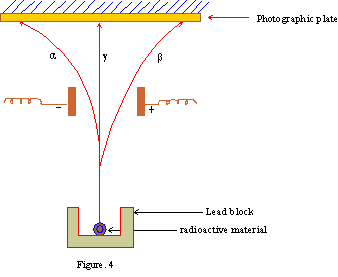 Photographic plate
α γ β
− +
Lead block
radioactive material
Figure. 4